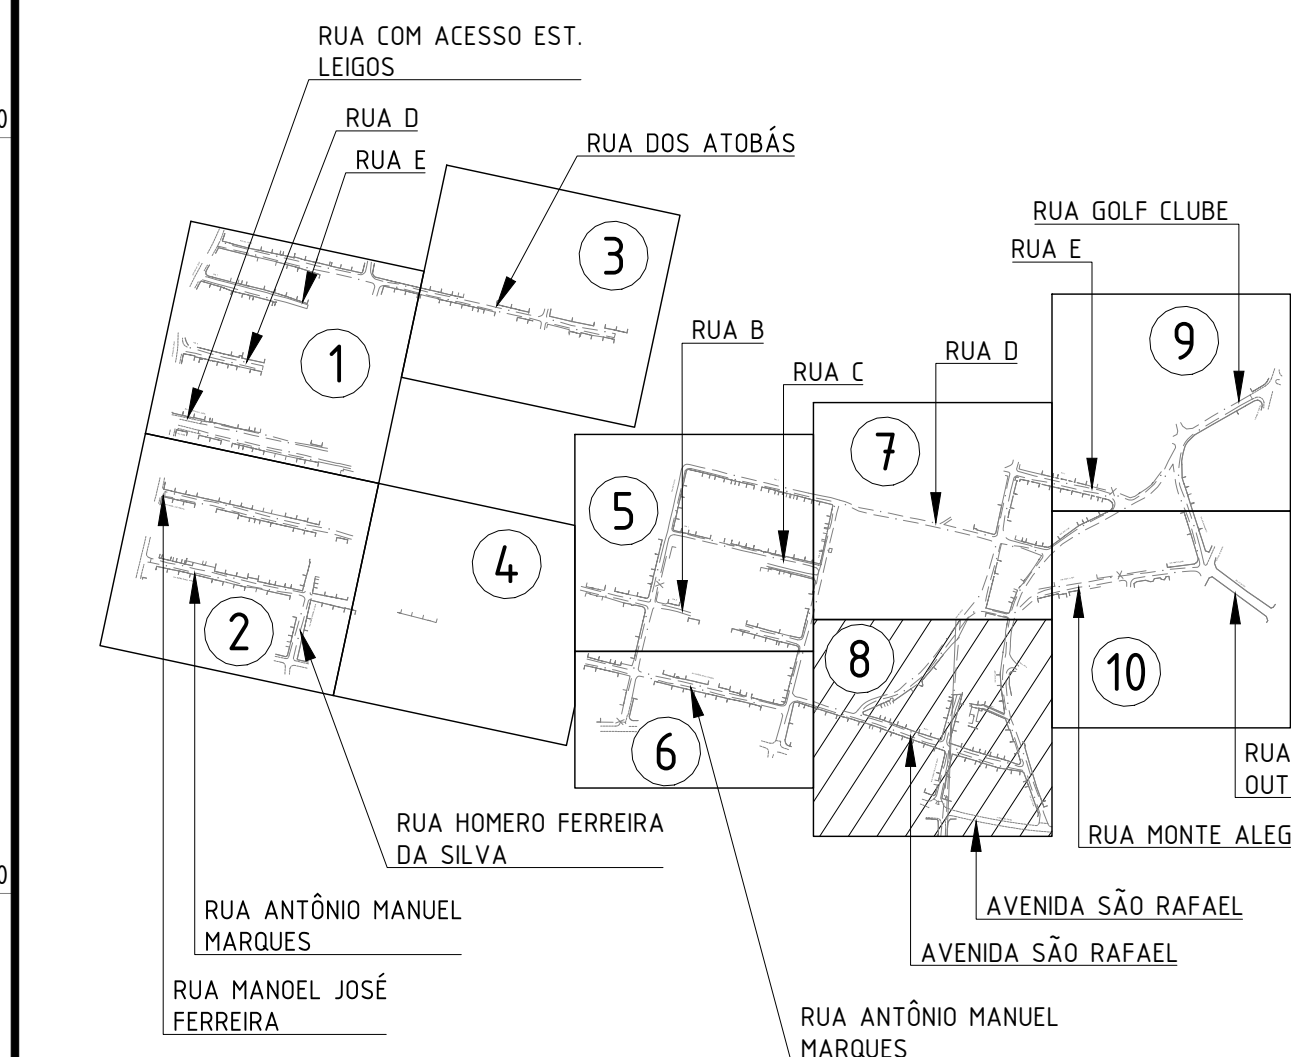 RUA COM ACESSO EST.
LEIGOS
RUA D
RUA E
RUA DOS ATOBÁS
RUA GOLF CLUBE
RUA E
3
1
9
RUA B
RUA C
RUA D
7
5
4
2
8
10
6
RUA
OUT
RUA HOMERO FERREIRA
DA SILVA
RUA MONTE ALEG
RUA ANTÔNIO MANUEL
MARQUES
AVENIDA SÃO RAFAEL
AVENIDA SÃO RAFAEL
RUA MANOEL JOSÉ
FERREIRA
RUA ANTÔNIO MANUEL
MARQUES